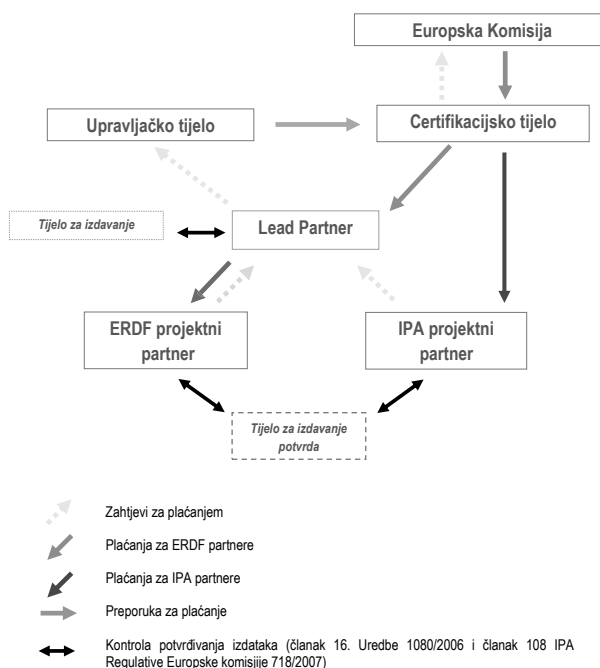 Europska Komisija
Upravljačko tijelo
Certifikacijsko tijelo
Tijelo za izdavanje
Lead Partner
ERDF projektni
partner
IPA projektni
partner
Tijelo za izdavanje
potvrda
Zahtjevi za plaćanjem
Plaćanja za ERDF partnere
Plaćanja za IPA partnere
Preporuka za plaćanje
Kontrola potvrđivanja izdataka (članak 16. Uredbe 1080/2006 i članak 108 IPA
Regulative Europske komisijje 718/2007)